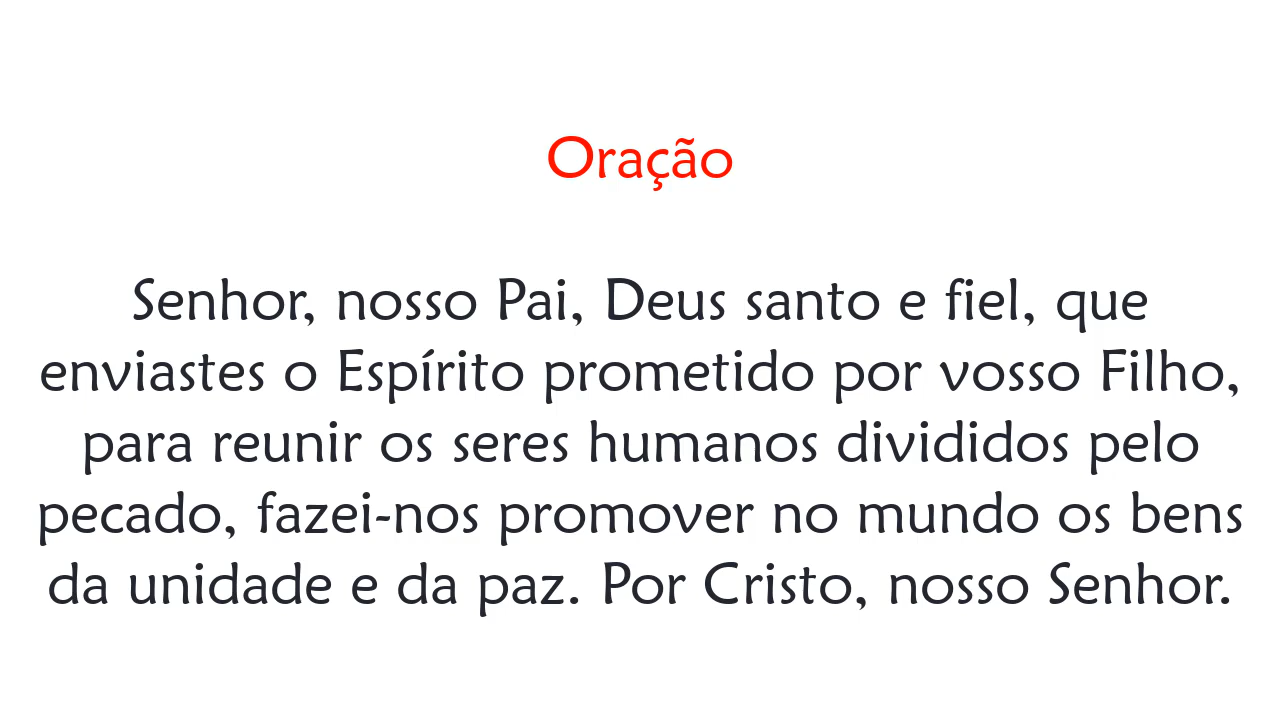 Oração
Senhor, nosso Pai, Deus santo e fiel, que
enviastes o Espírito prometido por vosso Filho,
para reunir os seres humanos divididos pelo
pecado, fazei-nos promover no mundo os bens
da unidade e da paz. Por Cristo, nosso Senhor.